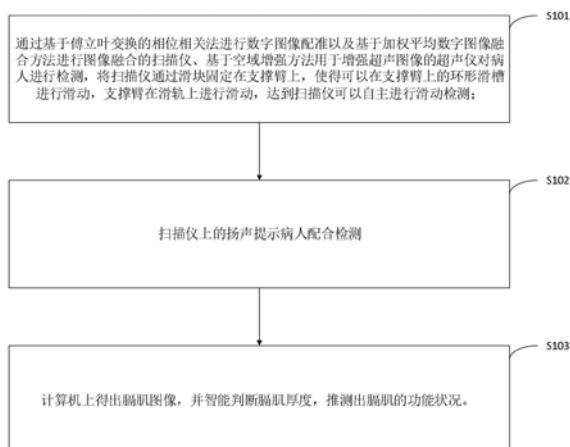 S101
通过基于傅立叶变换的相位相关法进行数字图像配准以及基于加权平均数字图像融
合方法进行图像融合的扫描仪、基于空域增强方法用于增强超声图像的超声仪对病
人进行检测，将扫描仪通过滑块固定在支撑臂上，使得可以在支撑臂上的环形滑槽
进行滑动，支撑臂在滑轨上进行滑动，达到扫描仪可以自主进行滑动检测；
S102
扫描仪上的扬声提示病人配合检测
S103
计算机上得出膈肌图像，并智能判断膈肌厚度，推测出膈肌的功能状况。